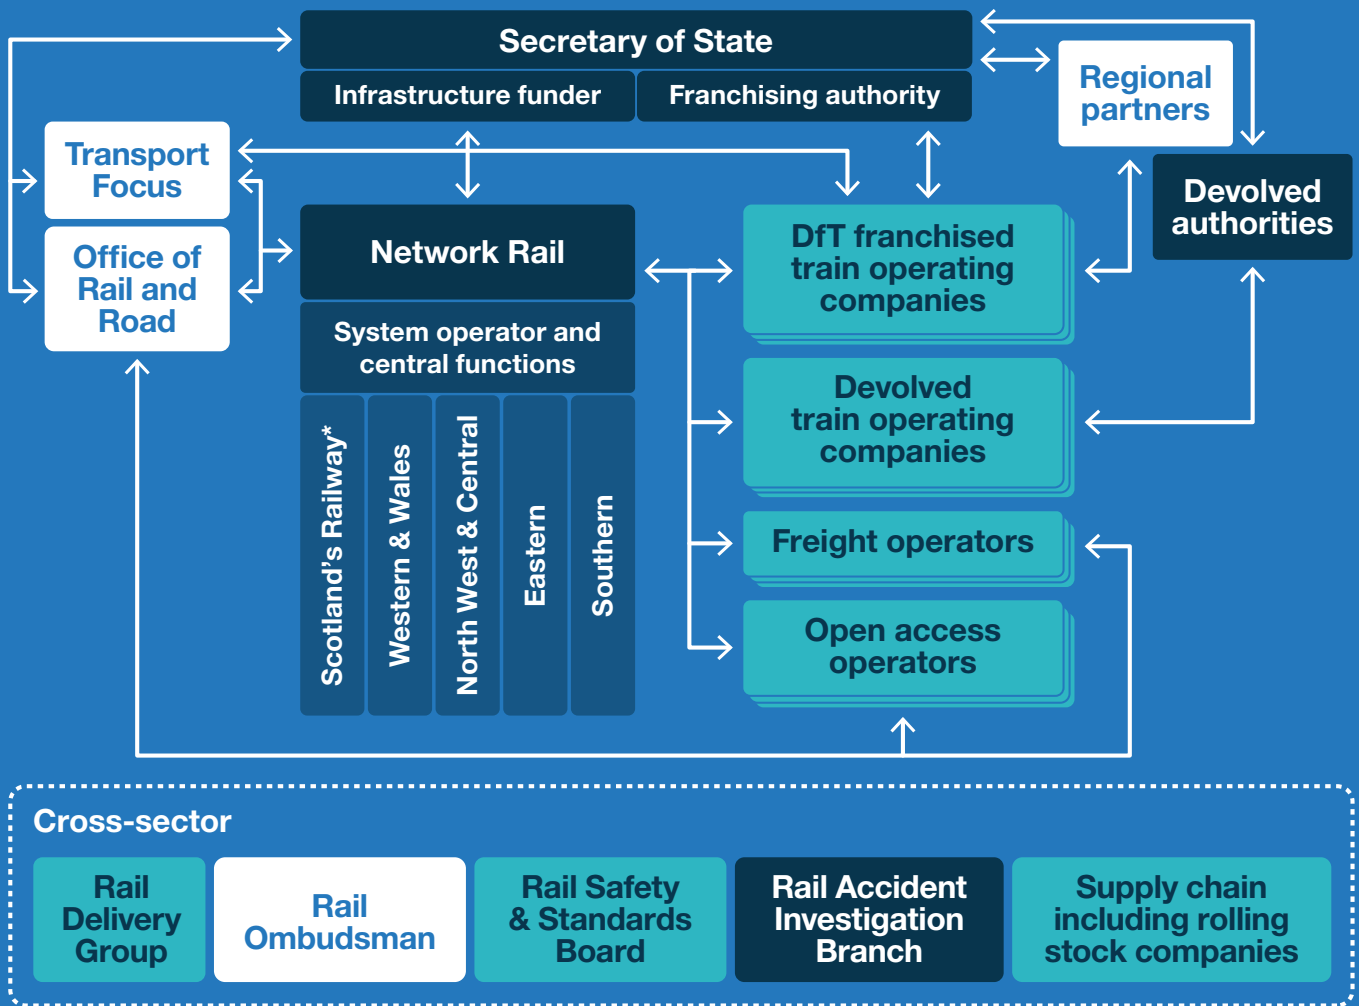 Secretary of State
Infrastructure funder
Franchising authority
Regional
partners
Transport
Focus
Devolved
authorities
Office of
Rail and
Road
Network Rail
DfT franchised
train operating
companies
System operator and
central functions
Devolved
train operating
companies
Scotland's Railway*
Western & Wales
North West & Central
Eastern
Southern
Freight operators
Open access
operators
Cross-sector
Rail
Delivery
Group
Rail
Ombudsman
Rail Safety
& Standards
Board
Rail Accident
Investigation
Branch
Supply chain
including rolling
stock companies